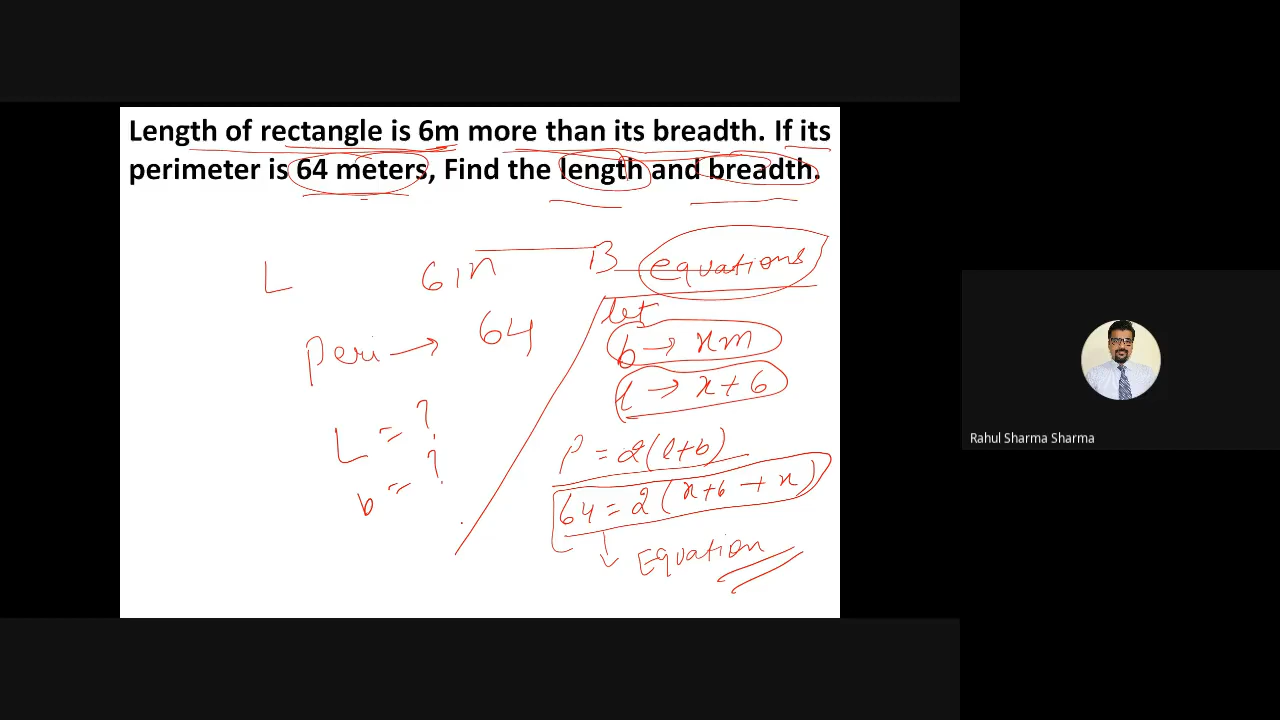 Length of rectangle is 6m more than its breadth. If its
perimeter is 64 meters, Find the length and breadth.
L 6m B equations
Peri → 64
L = ?
b = ?
let
b → xm
l → x + 6
P = 2(l+b)
64 = 2(x+6 + x)
↓ Equation
Rahul Sharma Sharma